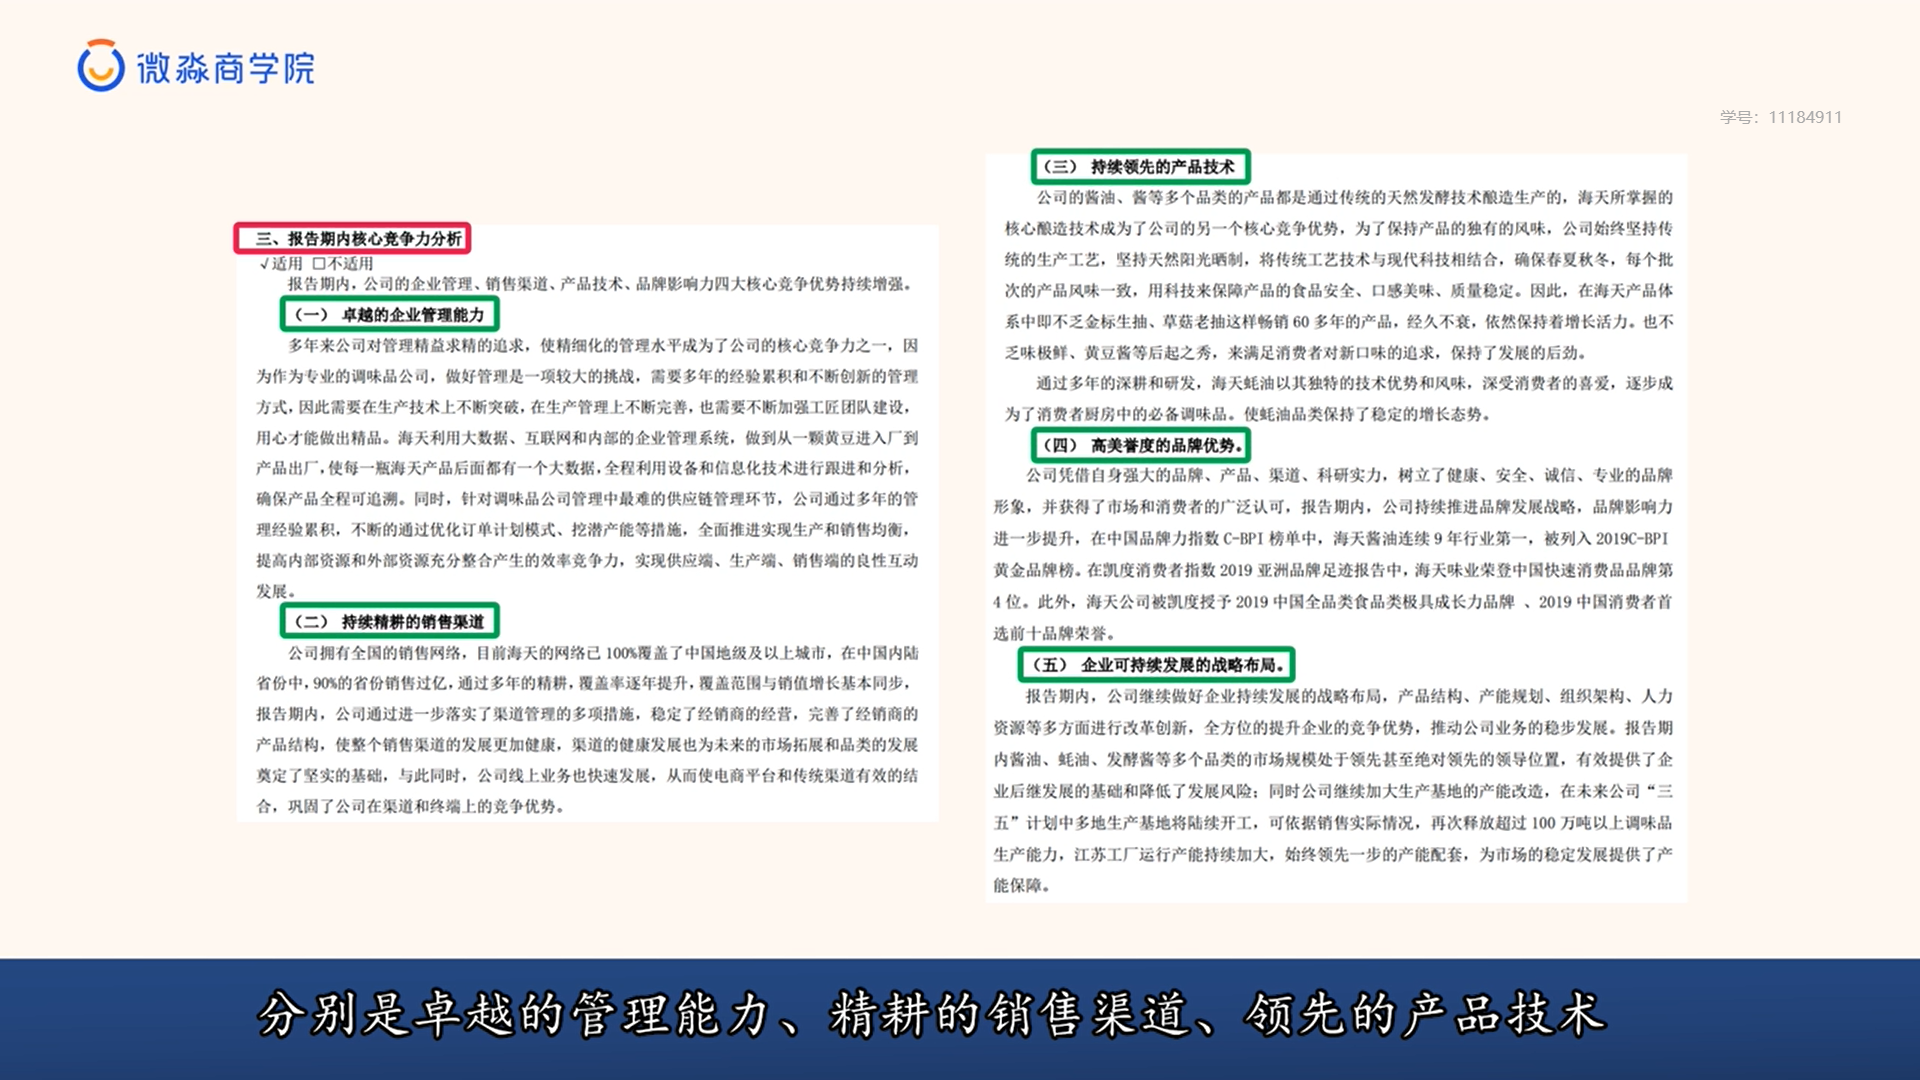 微淼商学院
学号：11184911
三、报告期内核心竞争力分析
√适用 □不适用
报告期内，公司的企业管理、销售渠道、产品技术、品牌影响力四大核心竞争优势持续增强。
（一） 卓越的企业管理能力
多年来公司对管理精益求精的追求，使精细化的管理水平成为了公司的核心竞争力之一，因
为作为专业的调味品公司，做好管理是一项较大的挑战，需要多年的经验累积和不断创新的管理
方式，因此需要在生产技术上不断突破，在生产管理上不断完善，也需要不断加强工匠团队建设，
用心才能做出精品。海天利用大数据、互联网和内部的企业管理系统，做到从一颗黄豆进入厂到
产品出厂，使每一瓶海天产品后面都有一个大数据，全程利用设备和信息化技术进行跟进和分析，
确保产品全程可追溯。同时，针对调味品公司管理中最难的供应链管理环节，公司通过多年的管
理经验累积，不断的通过优化订单计划模式、挖潜产能等措施，全面推进实现生产和销售均衡，
提高内部资源和外部资源充分整合产生的效率竞争力，实现供应端、生产端、销售端的良性互动
发展。
（二） 持续精耕的销售渠道
公司拥有全国的销售网络，目前海天的网络已 100%覆盖了中国地级及以上城市，在中国内陆
省份中，90%的省份销售过亿，通过多年的精耕，覆盖率逐年提升，覆盖范围与销值增长基本同步，
报告期内，公司通过进一步落实了渠道管理的多项措施，稳定了经销商的经营，完善了经销商的
产品结构，使整个销售渠道的发展更加健康，渠道的健康发展也为未来的市场拓展和品类的发展
奠定了坚实的基础，与此同时，公司线上业务也快速发展，从而使电商平台和传统渠道有效的结
合，巩固了公司在渠道和终端上的竞争优势。
（三） 持续领先的产品技术
公司的酱油、酱等多个品类的产品都是通过传统的天然发酵技术酿造生产的，海天所掌握的
核心酿造技术成为了公司的另一个核心竞争优势，为了保持产品的独有的风味，公司始终坚持传
统的生产工艺，坚持天然阳光晒制，将传统工艺技术与现代科技相结合，确保春夏秋冬，每个批
次的产品风味一致，用科技来保障产品的食品安全、口感美味、质量稳定。因此，在海天产品体
系中即不乏金标生抽、草菇老抽这样畅销 60 多年的产品，经久不衰，依然保持着增长活力。也不
乏味极鲜、黄豆酱等后起之秀，来满足消费者对新口味的追求，保持了发展的后劲。
通过多年的深耕和研发，海天蚝油以其独特的技术优势和风味，深受消费者的喜爱，逐步成
为了消费者厨房中的必备调味品。使蚝油品类保持了稳定的增长态势。
（四） 高美誉度的品牌优势。
公司凭借自身强大的品牌、产品、渠道、科研实力，树立了健康、安全、诚信、专业的品牌
形象，并获得了市场和消费者的广泛认可，报告期内，公司持续推进品牌发展战略，品牌影响力
进一步提升，在中国品牌力指数 C-BPI 榜单中，海天酱油连续 9 年行业第一，被列入 2019C-BPI
黄金品牌榜。在凯度消费者指数 2019 亚洲品牌足迹报告中，海天味业荣登中国快速消费品品牌第
4 位。此外，海天公司被凯度授予 2019 中国全品类食品类极具成长力品牌 、2019 中国消费者首
选前十品牌荣誉。
（五） 企业可持续发展的战略布局。
报告期内，公司继续做好企业持续发展的战略布局，产品结构、产能规划、组织架构、人力
资源等多方面进行改革创新，全方位的提升企业的竞争优势，推动公司业务的稳步发展。报告期
内酱油、蚝油、发酵酱等多个品类的市场规模处于领先甚至绝对领先的领导位置，有效提供了企
业后继发展的基础和降低了发展风险；同时公司继续加大生产基地的产能改造，在未来公司“三
五”计划中多地生产基地将陆续开工，可依据销售实际情况，再次释放超过 100 万吨以上调味品
生产能力，江苏工厂运行产能持续加大，始终领先一步的产能配套，为市场的稳定发展提供了产
能保障。
分别是卓越的管理能力、精耕的销售渠道、领先的产品技术